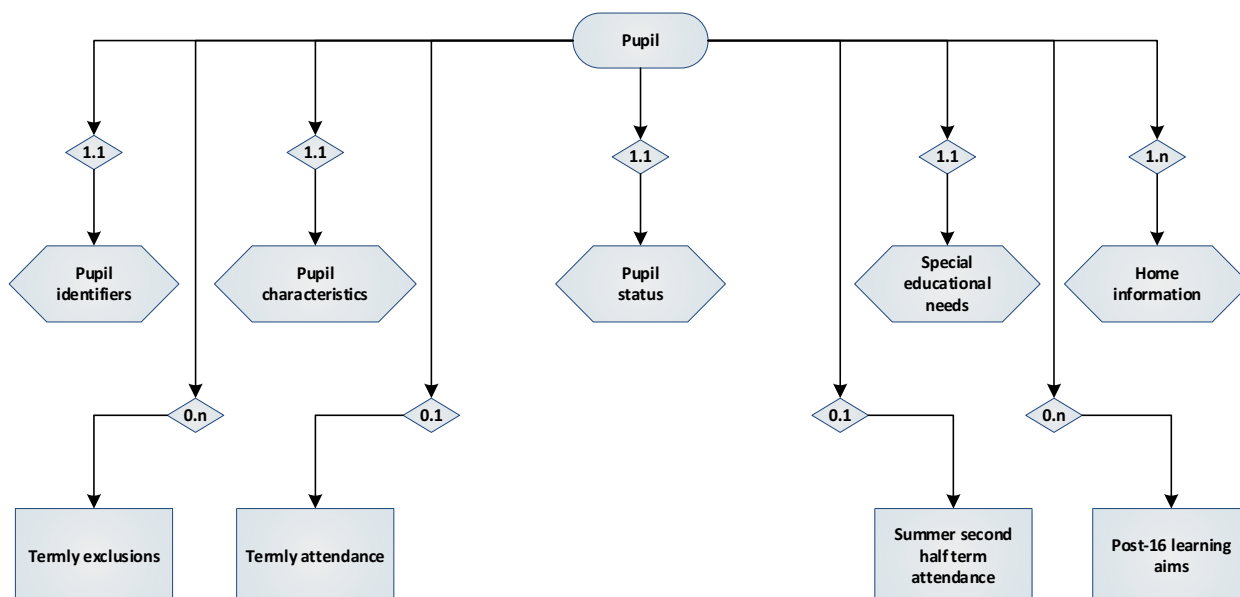 Pupil
1.1
1.1
1.1
1.1
1.n
Pupil
identifiers
Pupil
characteristics
Pupil
status
Special
educational
needs
Home
information
0.n
0.1
0.1
0.n
Termly exclusions
Termly attendance
Summer second
half term
attendance
Post-16 learning
aims